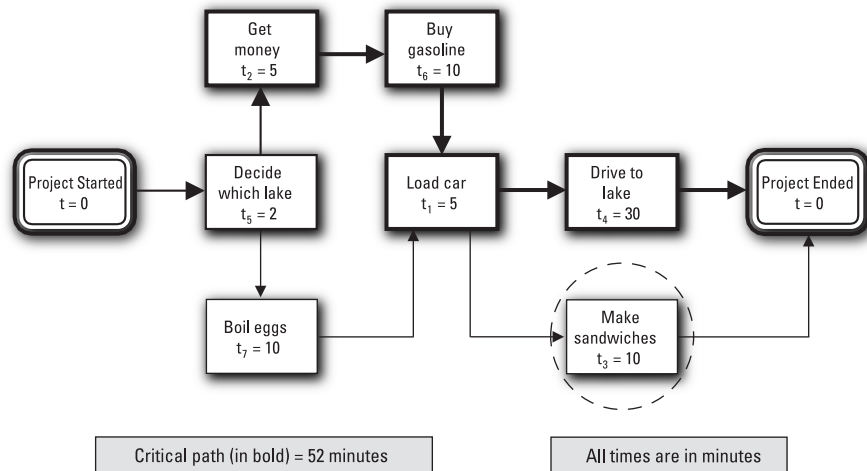 Get
money
t₂ = 5
Buy
gasoline
t₆ = 10
Project Started
t = 0
Decide
which lake
t₅ = 2
Load car
t₁ = 5
Drive to
lake
t₄ = 30
Project Ended
t = 0
Boil eggs
t₇ = 10
Make
sandwiches
t₃ = 10
Critical path (in bold) = 52 minutes
All times are in minutes